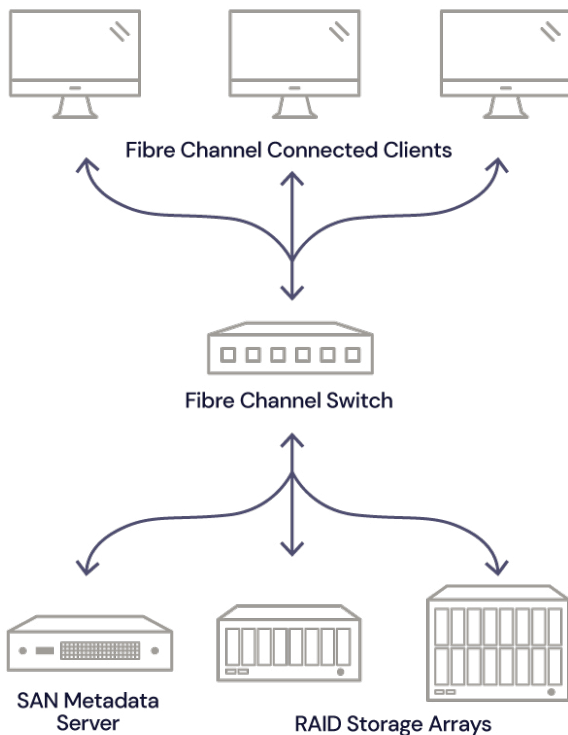 Fibre Channel Connected Clients
Fibre Channel Switch
SAN Metadata
Server
RAID Storage Arrays